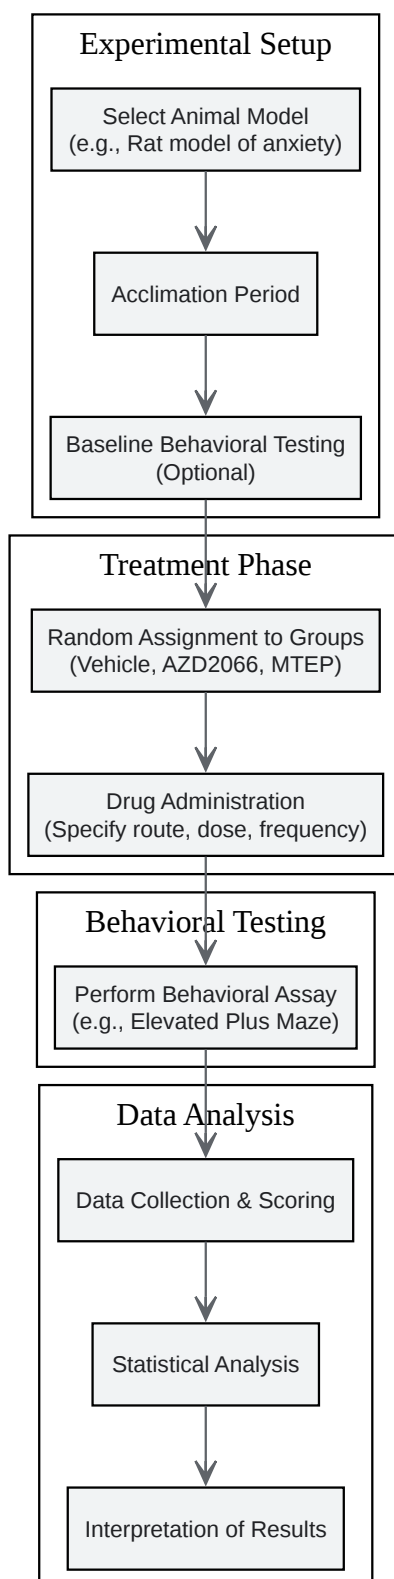 Experimental Setup
Select Animal Model
(e.g., Rat model of anxiety)
Acclimation Period
Baseline Behavioral Testing
(Optional)
Treatment Phase
Random Assignment to Groups
(Vehicle, AZD2066, MTEP)
Drug Administration
(Specify route, dose, frequency)
Behavioral Testing
Perform Behavioral Assay
(e.g., Elevated Plus Maze)
Data Analysis
Data Collection & Scoring
Statistical Analysis
Interpretation of Results